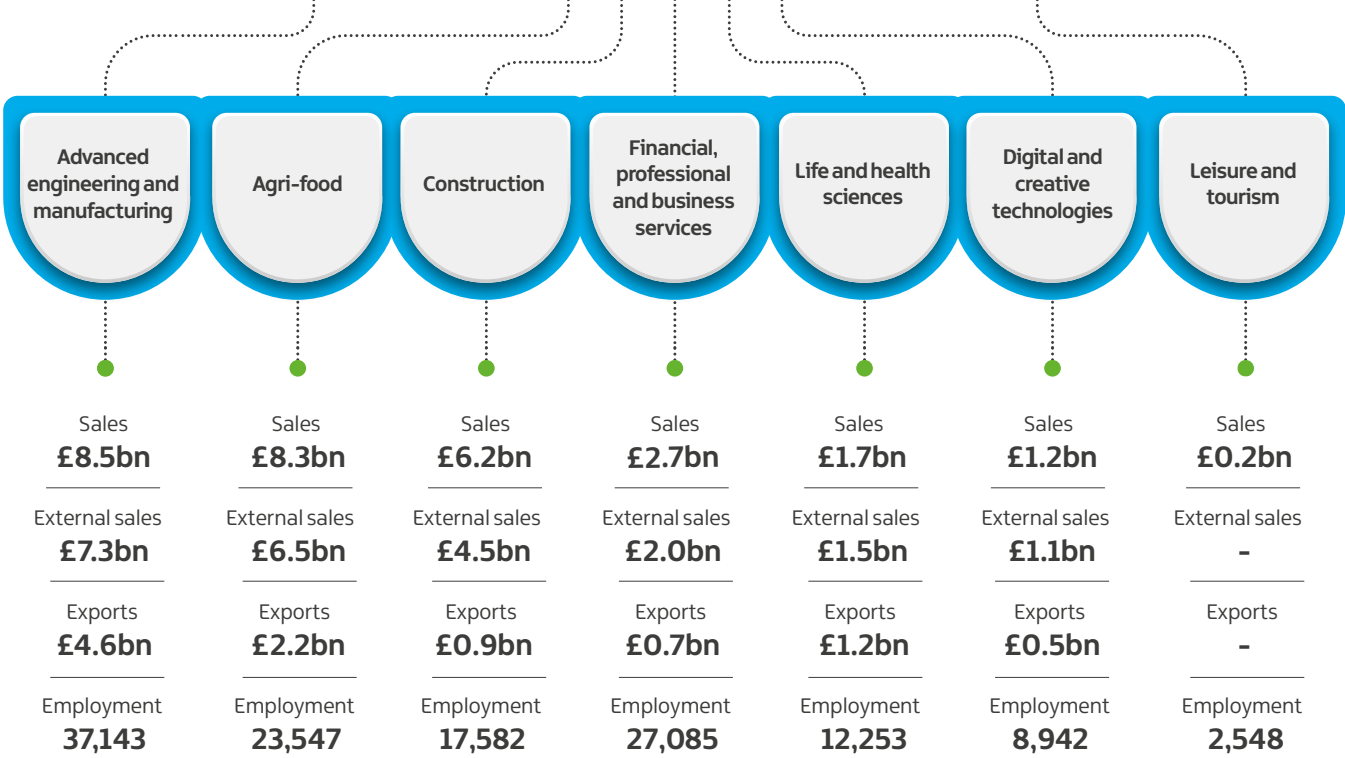 Advanced
engineering and
manufacturing
Agri-food
Construction
Financial,
professional
and business
services
Life and health
sciences
Digital and
creative
technologies
Leisure and
tourism
Sales
£8.5bn
External sales
£7.3bn
Exports
£4.6bn
Employment
37,143
Sales
£8.3bn
External sales
£6.5bn
Exports
£2.2bn
Employment
23,547
Sales
£6.2bn
External sales
£4.5bn
Exports
£0.9bn
Employment
17,582
Sales
£2.7bn
External sales
£2.0bn
Exports
£0.7bn
Employment
27,085
Sales
£1.7bn
External sales
£1.5bn
Exports
£1.2bn
Employment
12,253
Sales
£1.2bn
External sales
£1.1bn
Exports
£0.5bn
Employment
8,942
Sales
£0.2bn
External sales
-
Exports
-
Employment
2,548